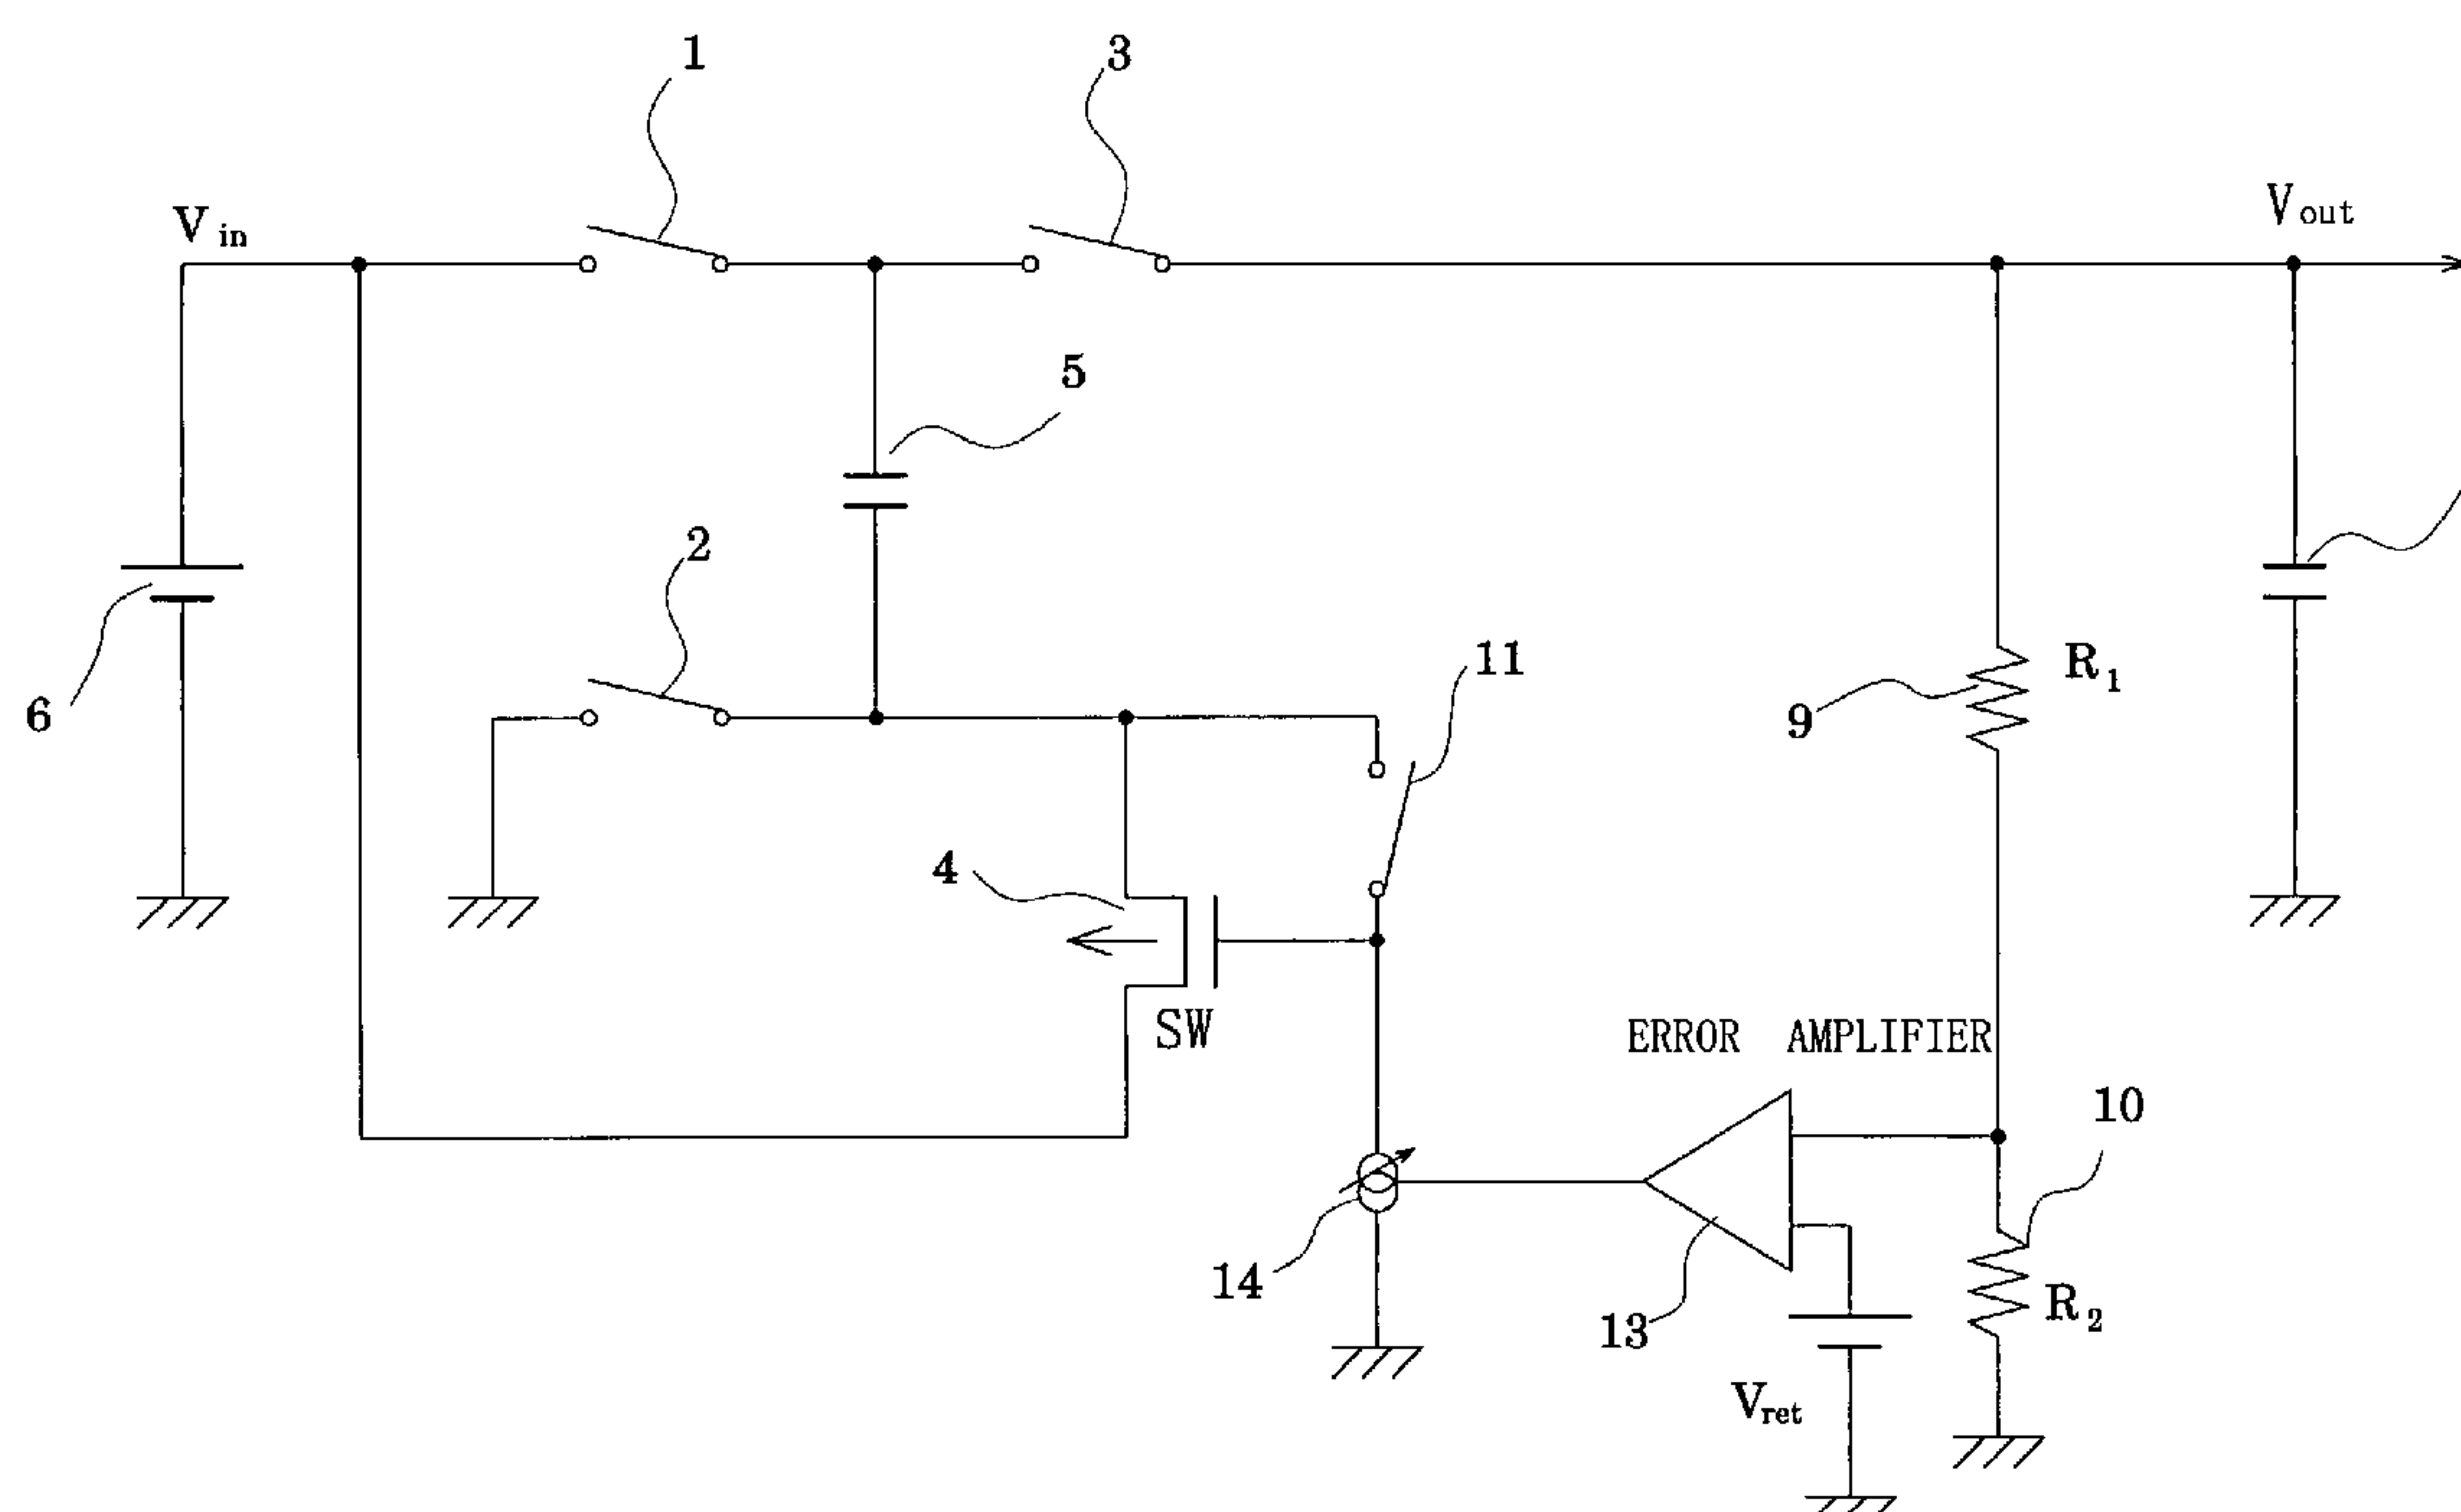 1
3
V in
V out
5
2
11
6
9
R 1
4
SW
ERROR AMPLIFIER
10
14
13
R 2
V ret